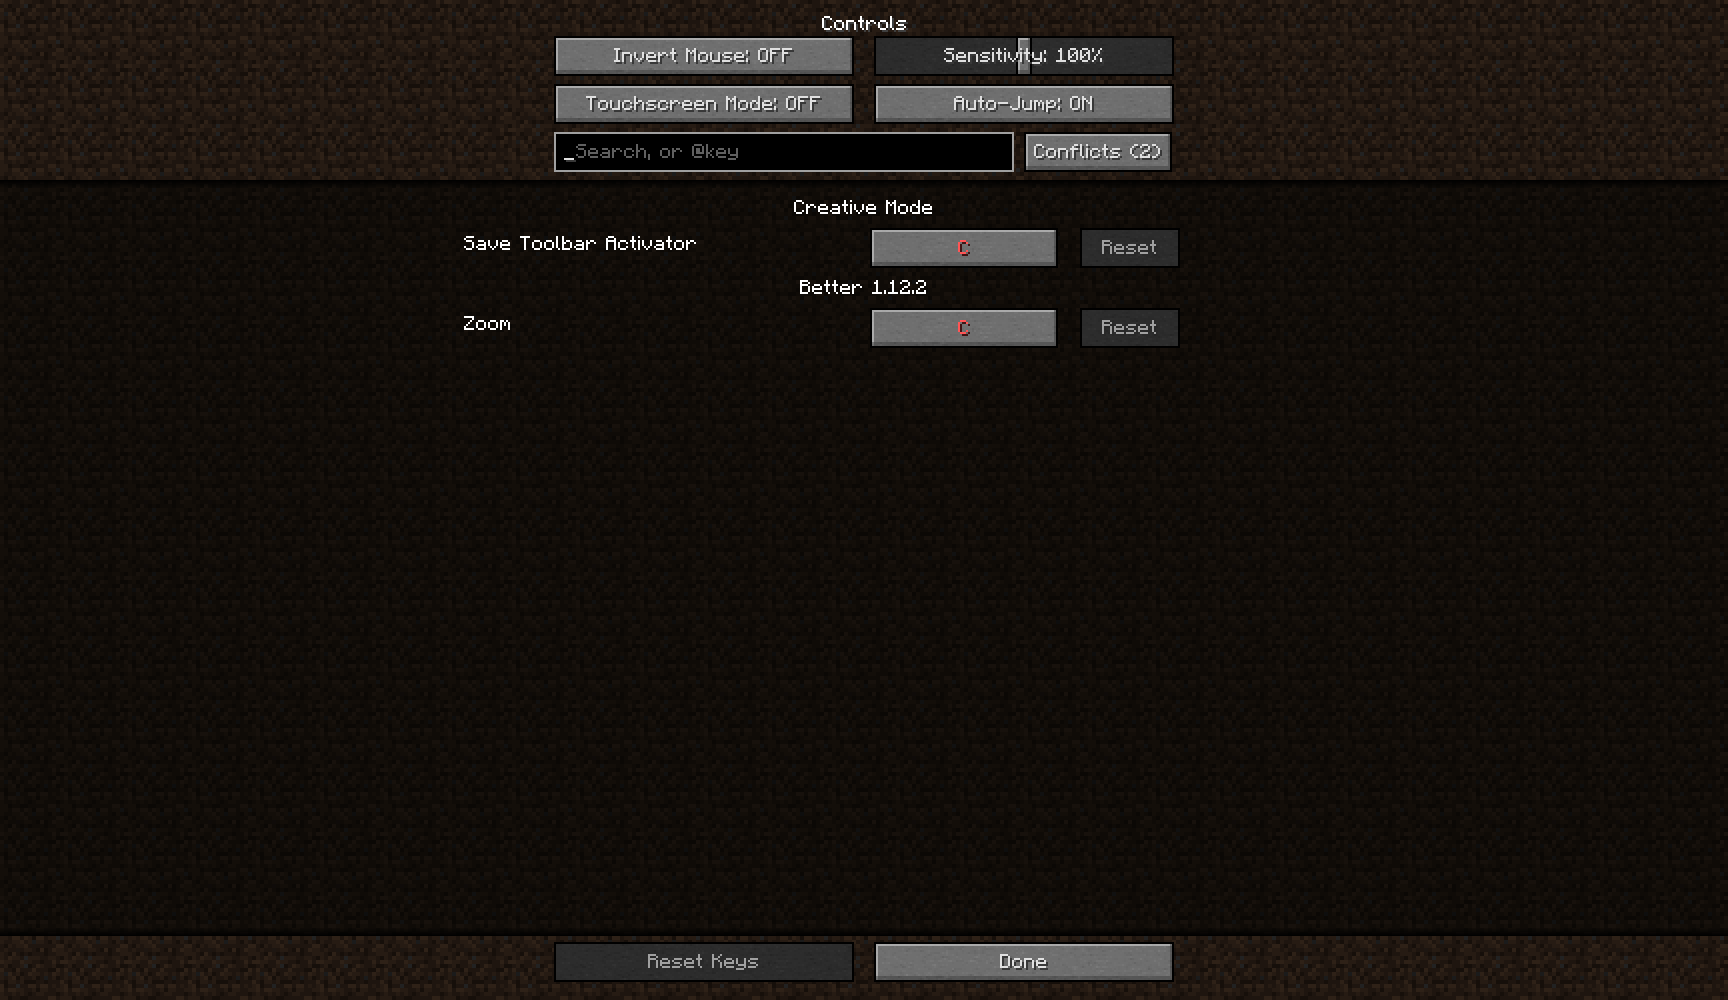 Controls
Invert Mouse: OFF
Sensitivity: 100%
Touchscreen Mode: OFF
Auto-Jump: ON
_Search, or @key
Conflicts (2)
Creative Mode
Save Toolbar Activator
C
Reset
Better 1.12.2
Zoom
C
Reset
Reset Keys
Done